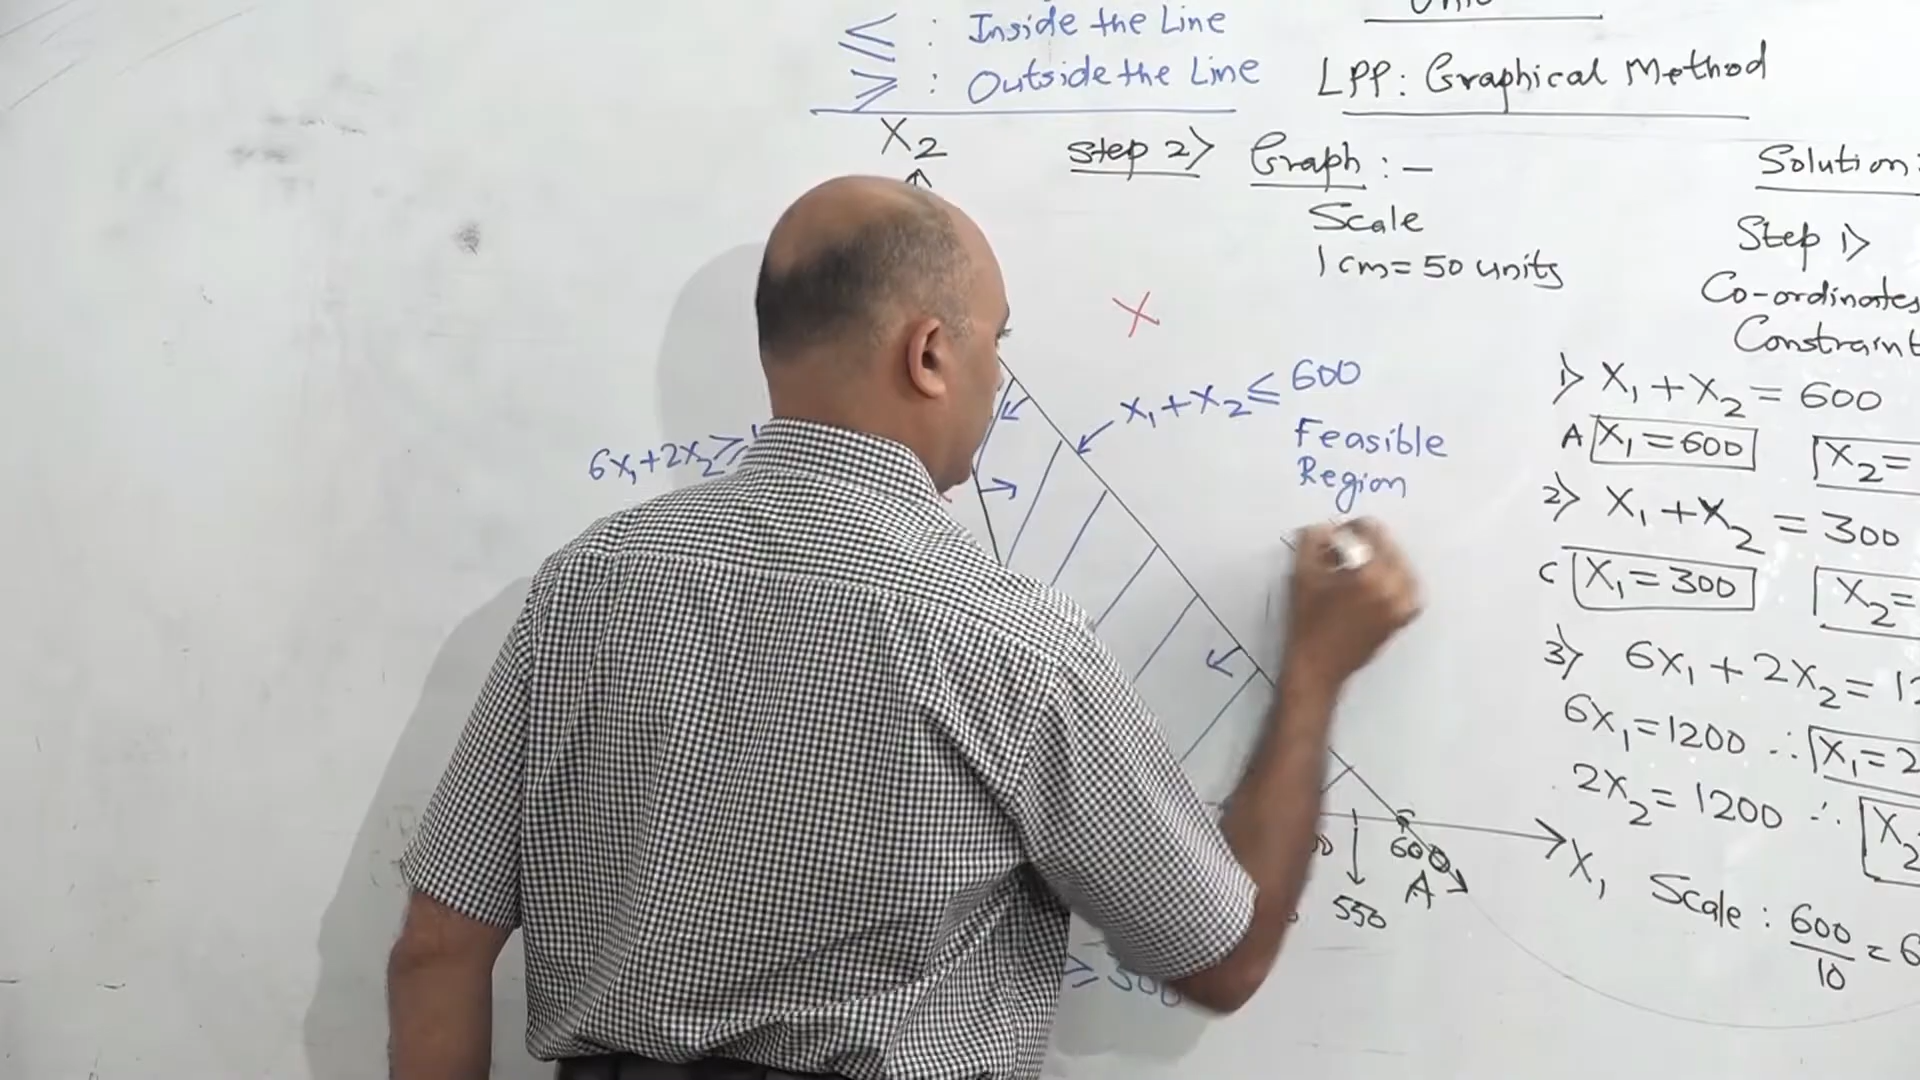 ≤ : Inside the Line
≥ : Outside the Line
LPP: Graphical Method
X₂
Step 2) Graph :-
Scale
1 cm = 50 units
X
x₁+x₂ ≤ 600
Feasible
Region
6x₁+2x₂ ≥
≥ 300
550
600
A
X₁
Solution:
Step 1)
Co-ordinates
Constraint
1) X₁ + X₂ = 600
A X₁ = 600 X₂ =
2) X₁ + X₂ = 300
C X₁ = 300 X₂ =
3) 6X₁ + 2X₂ = 12
6X₁ = 1200 ∴ X₁ = 2
2X₂ = 1200 ∴ X₂
Scale : 600/10 = 6